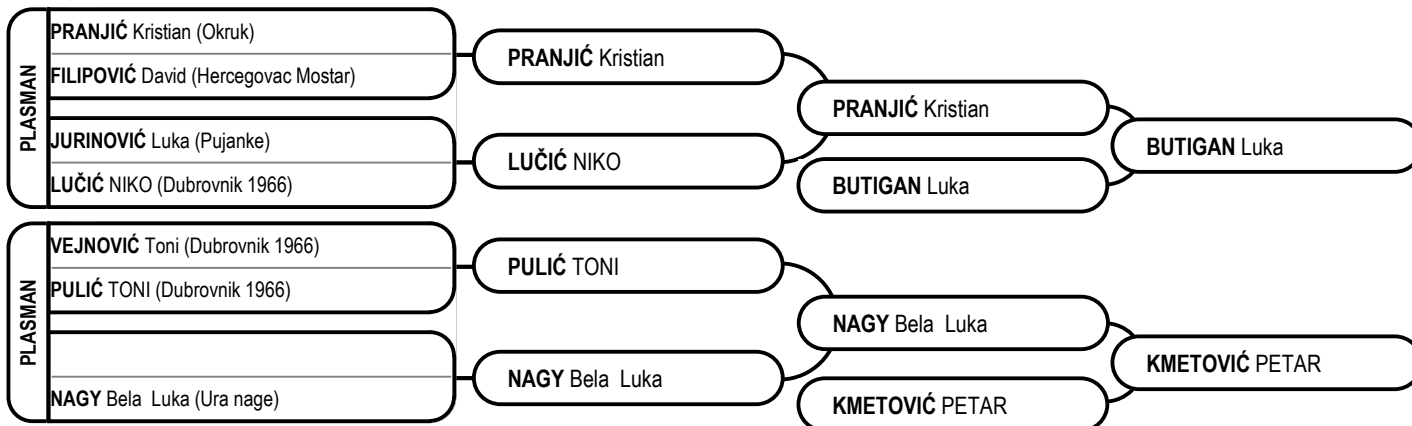 PLASMAN
PRANJIĆ Kristian (Okruk)
FILIPOVIĆ David (Hercegovac Mostar)
JURINOVIĆ Luka (Pujanke)
LUČIĆ NIKO (Dubrovnik 1966)
PRANJIĆ Kristian
LUČIĆ NIKO
PRANJIĆ Kristian
BUTIGAN Luka
BUTIGAN Luka
PLASMAN
VEJNOVIĆ Toni (Dubrovnik 1966)
PULIĆ TONI (Dubrovnik 1966)
NAGY Bela Luka (Ura nage)
PULIĆ TONI
NAGY Bela Luka
NAGY Bela Luka
KMETOVIĆ PETAR
KMETOVIĆ PETAR